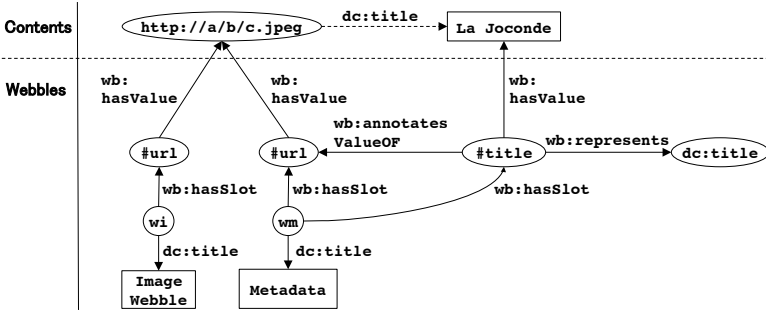 Contents
http://a/b/c.jpeg
dc:title
La Joconde
Webbles
wb:
hasValue
wb:
hasValue
wb:
hasValue
wb:annotates
ValueOF
wb:represents
#url
#url
#title
dc:title
wb:hasSlot
wb:hasSlot
wb:hasSlot
wi
wm
dc:title
dc:title
Image
Webble
Metadata